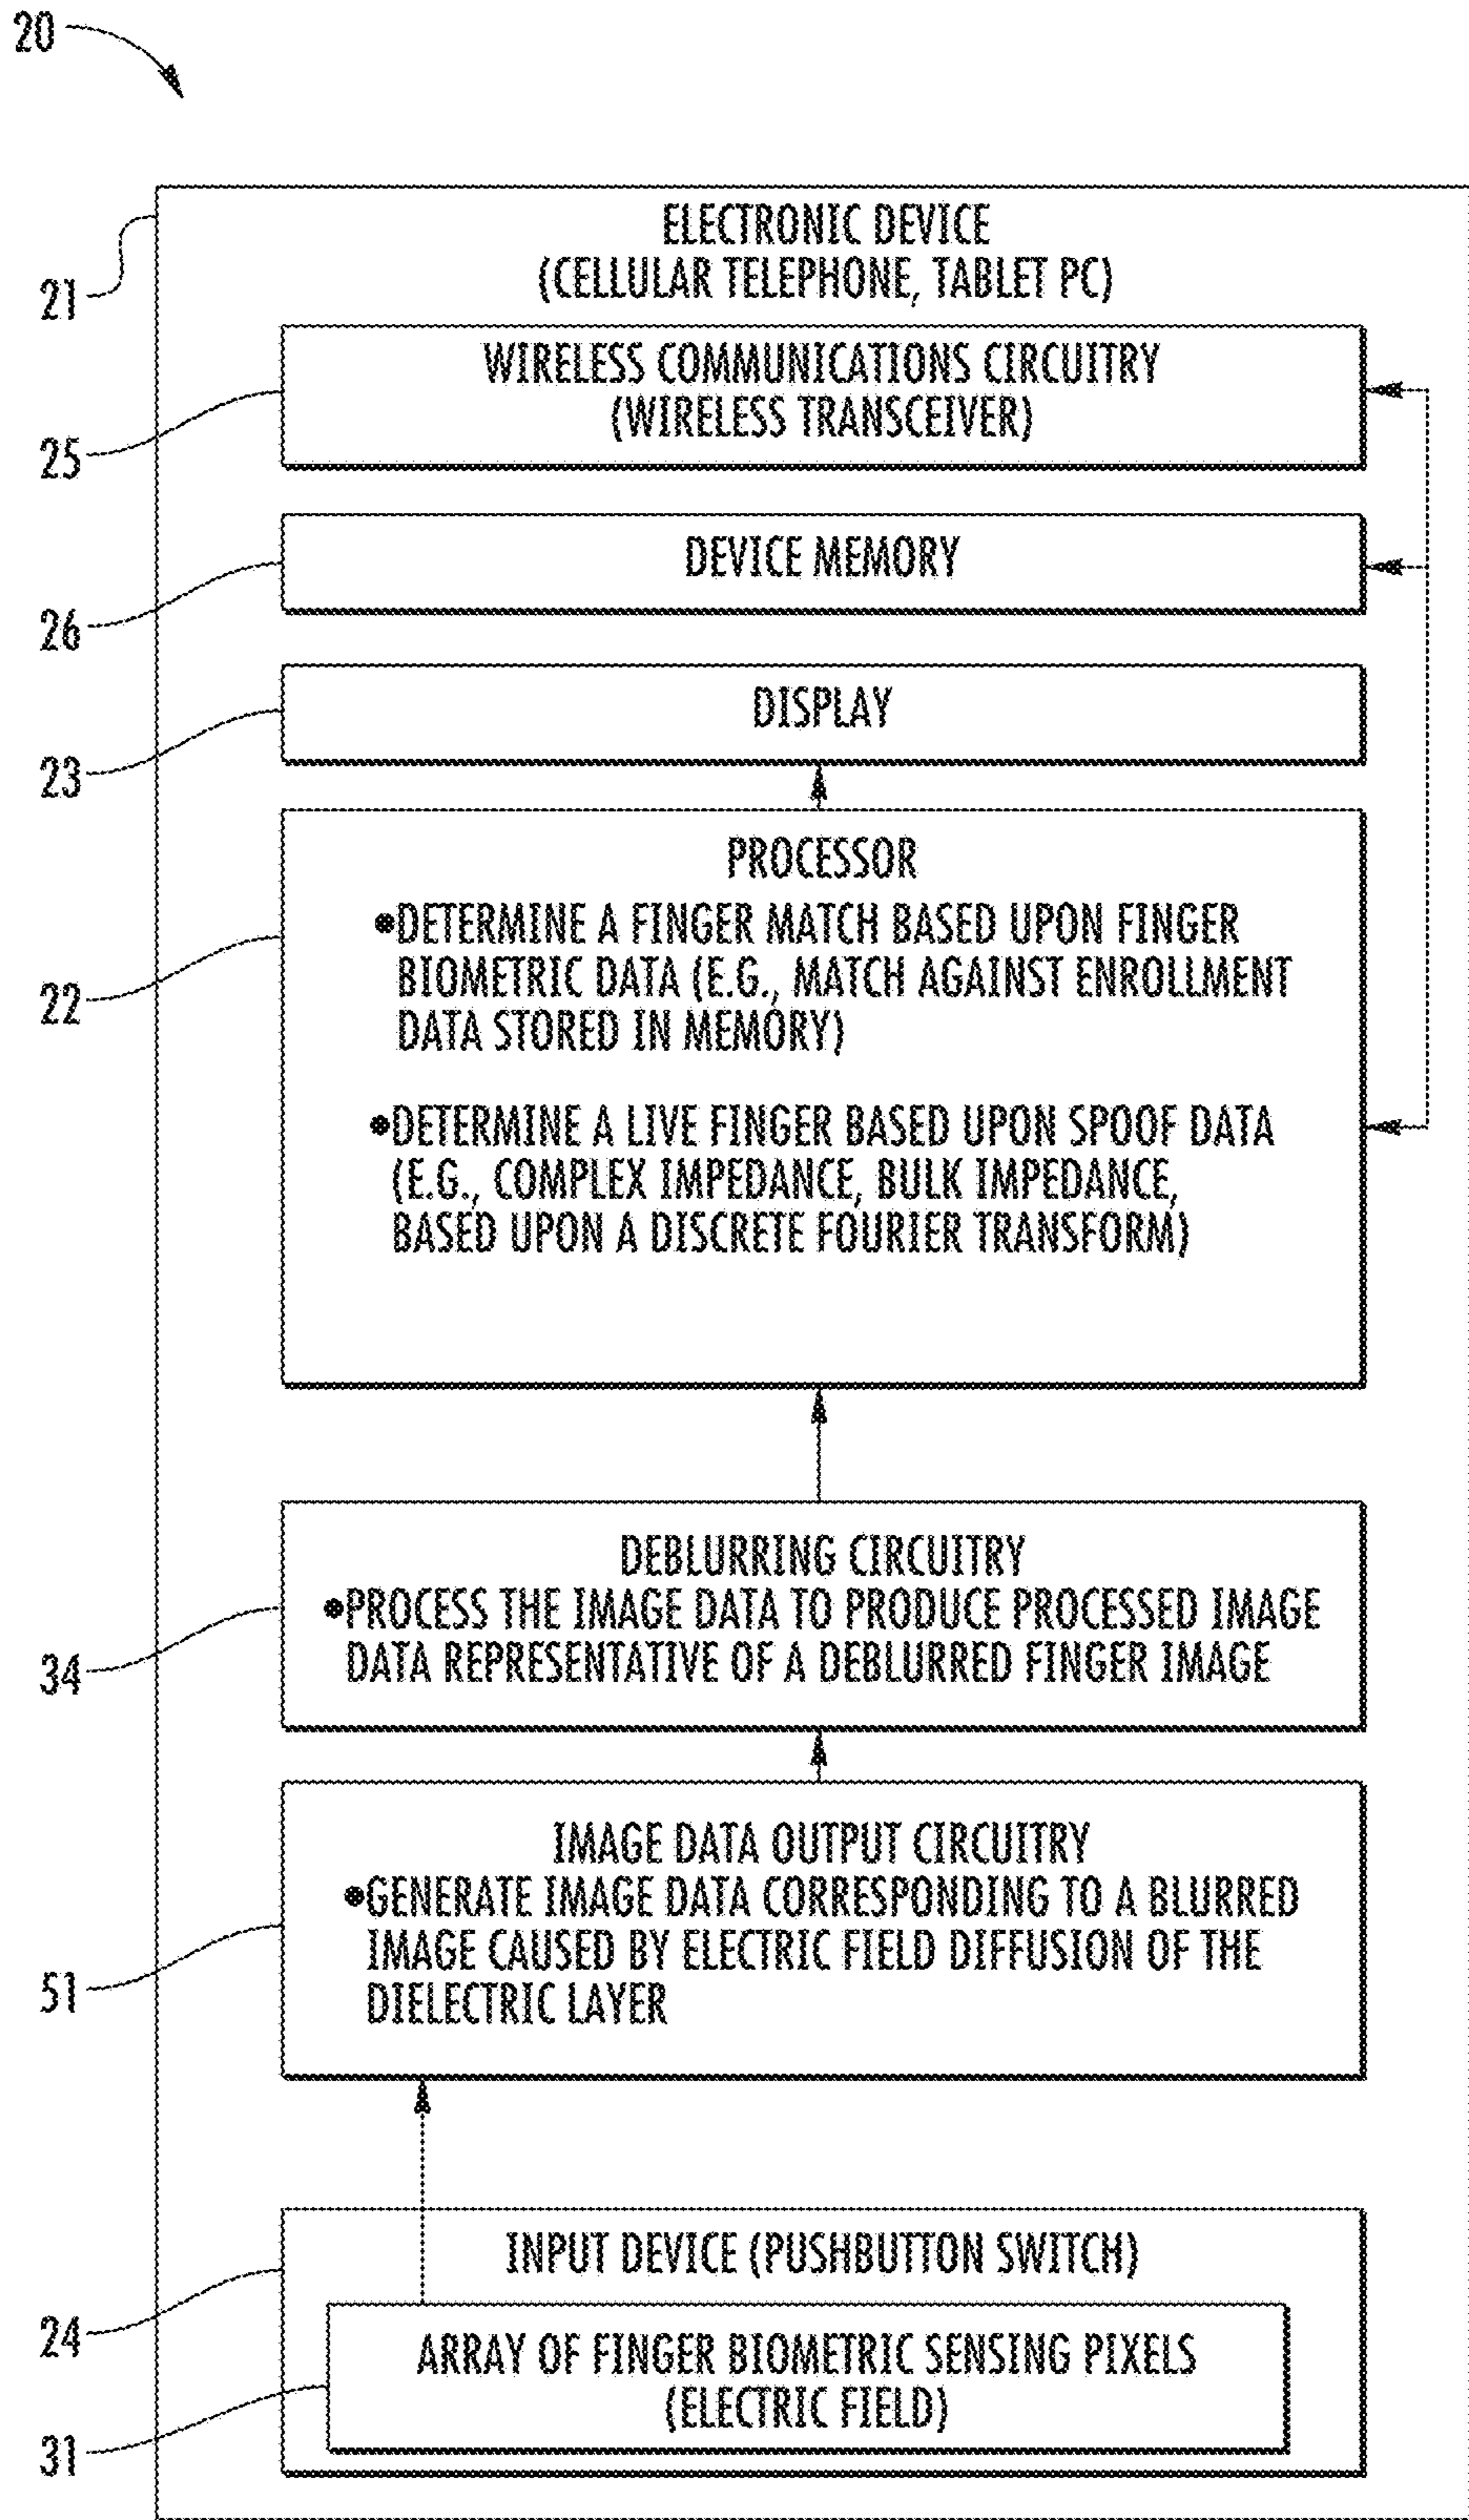 20
21
ELECTRONIC DEVICE
(CELLULAR TELEPHONE, TABLET PC)
25
WIRELESS COMMUNICATIONS CIRCUITRY
(WIRELESS TRANSCEIVER)
26
DEVICE MEMORY
23
DISPLAY
22
PROCESSOR
•DETERMINE A FINGER MATCH BASED UPON FINGER
BIOMETRIC DATA (E.G., MATCH AGAINST ENROLLMENT
DATA STORED IN MEMORY)
•DETERMINE A LIVE FINGER BASED UPON SPOOF DATA
(E.G., COMPLEX IMPEDANCE, BULK IMPEDANCE,
BASED UPON A DISCRETE FOURIER TRANSFORM)
34
DEBLURRING CIRCUITRY
•PROCESS THE IMAGE DATA TO PRODUCE PROCESSED IMAGE
DATA REPRESENTATIVE OF A DEBLURRED FINGER IMAGE
51
IMAGE DATA OUTPUT CIRCUITRY
•GENERATE IMAGE DATA CORRESPONDING TO A BLURRED
IMAGE CAUSED BY ELECTRIC FIELD DIFFUSION OF THE
DIELECTRIC LAYER
24
INPUT DEVICE (PUSHBUTTON SWITCH)
31
ARRAY OF FINGER BIOMETRIC SENSING PIXELS
(ELECTRIC FIELD)